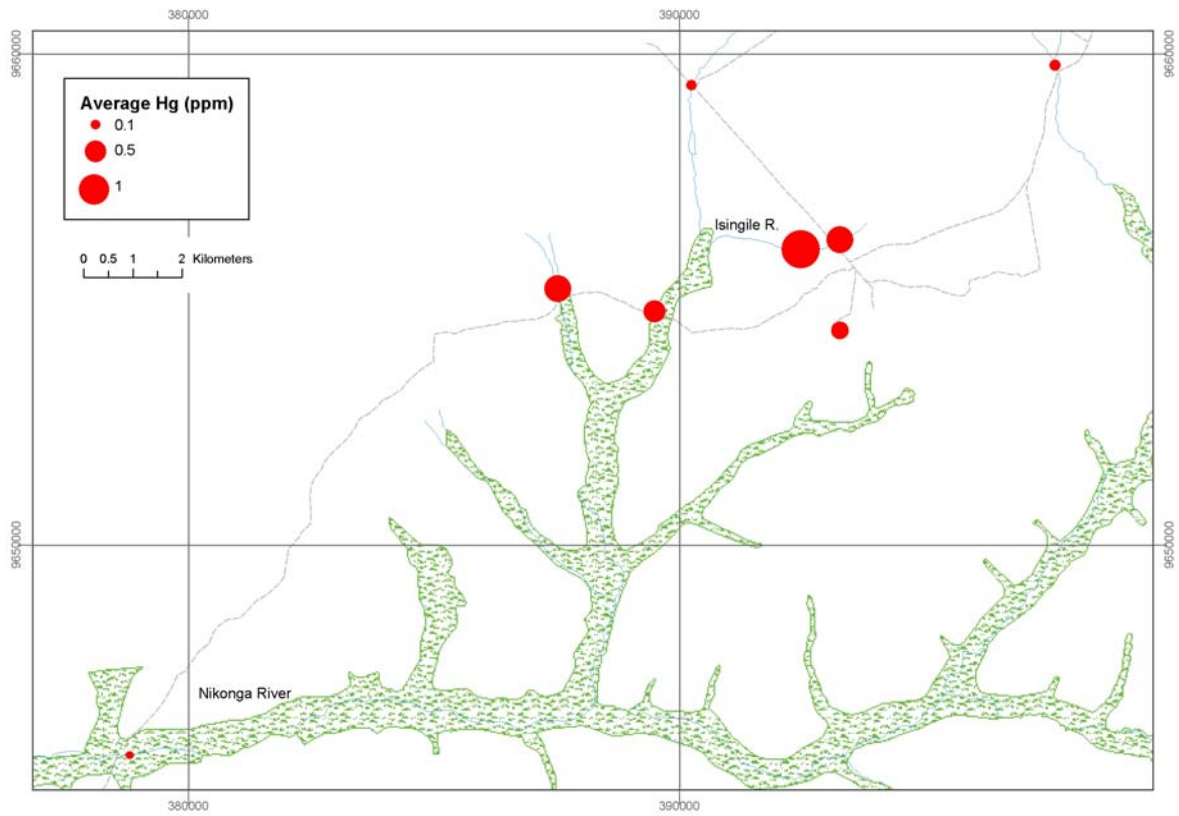 380000
390000
9660000
9660000
Average Hg (ppm)
0.1
0.5
1
Isingile R.
0 0.5 1 2 Kilometers
9650000
9650000
Nikonga River
380000
390000